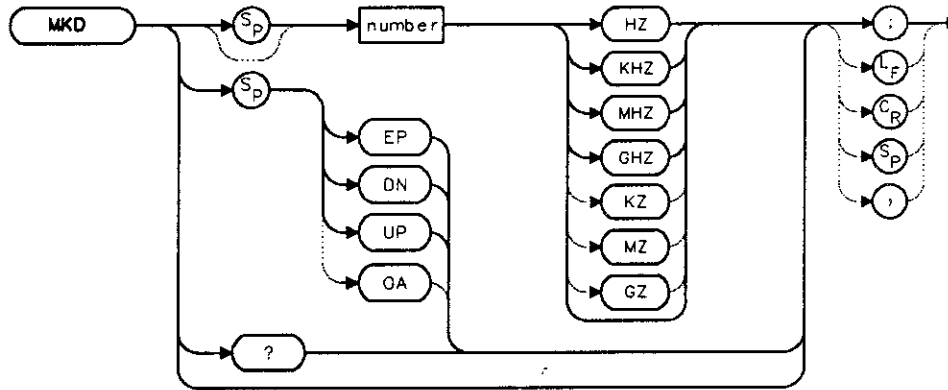 MKD SP number HZ ;
KHZ LF
SP MHZ CR
EP GHZ SP
DN KZ ,
UP MZ
OA GZ
?